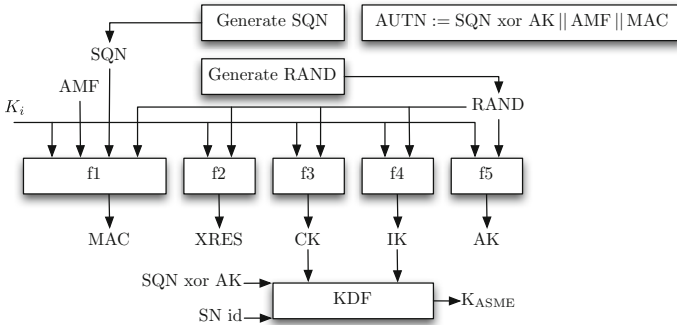 Generate SQN
AUTN := SQN xor AK || AMF || MAC
SQN
Generate RAND
AMF
K_i
RAND
f1
f2
f3
f4
f5
MAC
XRES
CK
IK
AK
SQN xor AK
KDF
K_ASME
SN id